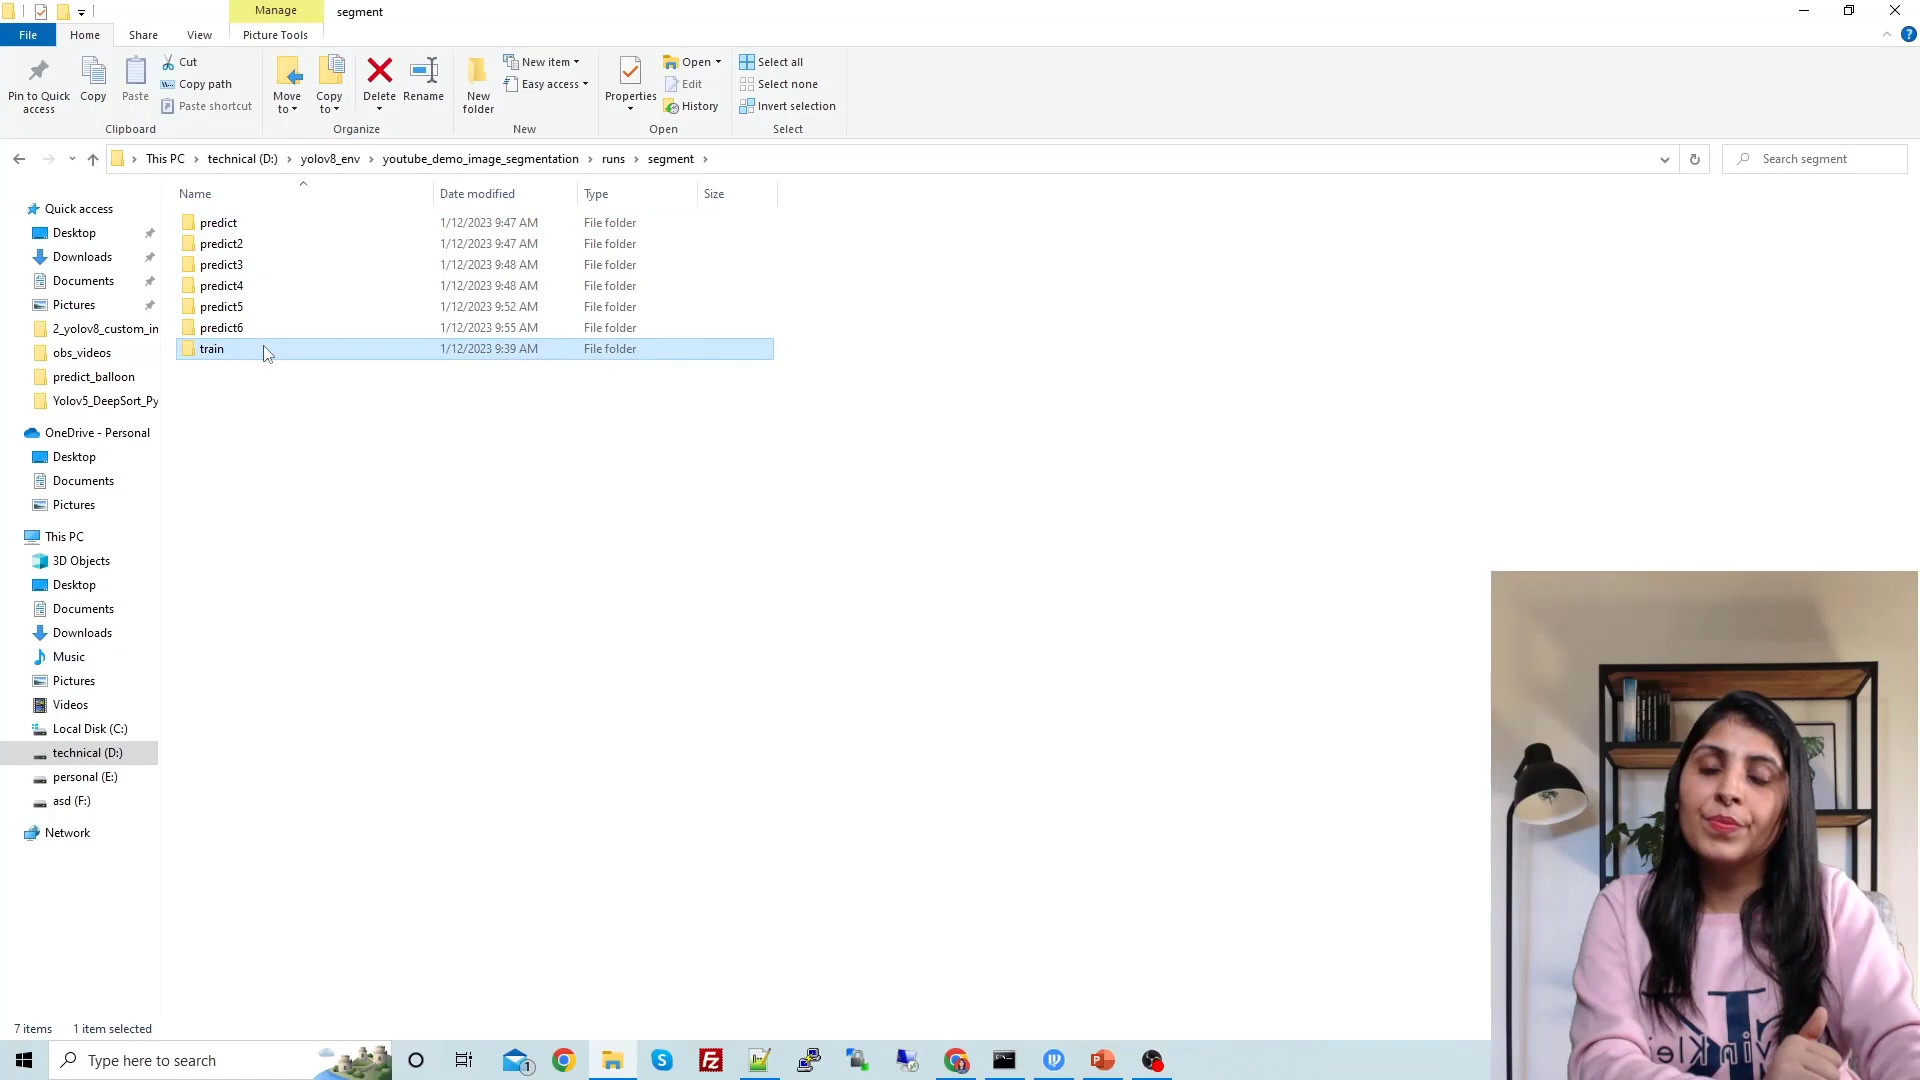 Manage
segment
File
Home
Share
View
Picture Tools
Pin to Quick access
Copy
Paste
Cut
Copy path
Paste shortcut
Clipboard
Move to
Copy to
Delete
Rename
Organize
New folder
New item
Easy access
New
Properties
Open
Edit
History
Open
Select all
Select none
Invert selection
Select
This PC
technical (D:)
yolov8_env
youtube_demo_image_segmentation
runs
segment
Search segment
Name
Date modified
Type
Size
predict 1/12/2023 9:47 AM File folder
predict2 1/12/2023 9:47 AM File folder
predict3 1/12/2023 9:48 AM File folder
predict4 1/12/2023 9:48 AM File folder
predict5 1/12/2023 9:52 AM File folder
predict6 1/12/2023 9:55 AM File folder
train 1/12/2023 9:39 AM File folder
Quick access
Desktop
Downloads
Documents
Pictures
2_yolov8_custom_in
obs_videos
predict_balloon
Yolov5_DeepSort_Py
OneDrive - Personal
Desktop
Documents
Pictures
This PC
3D Objects
Desktop
Documents
Downloads
Music
Pictures
Videos
Local Disk (C:)
technical (D:)
personal (E:)
asd (F:)
Network
7 items
1 item selected
Type here to search
1